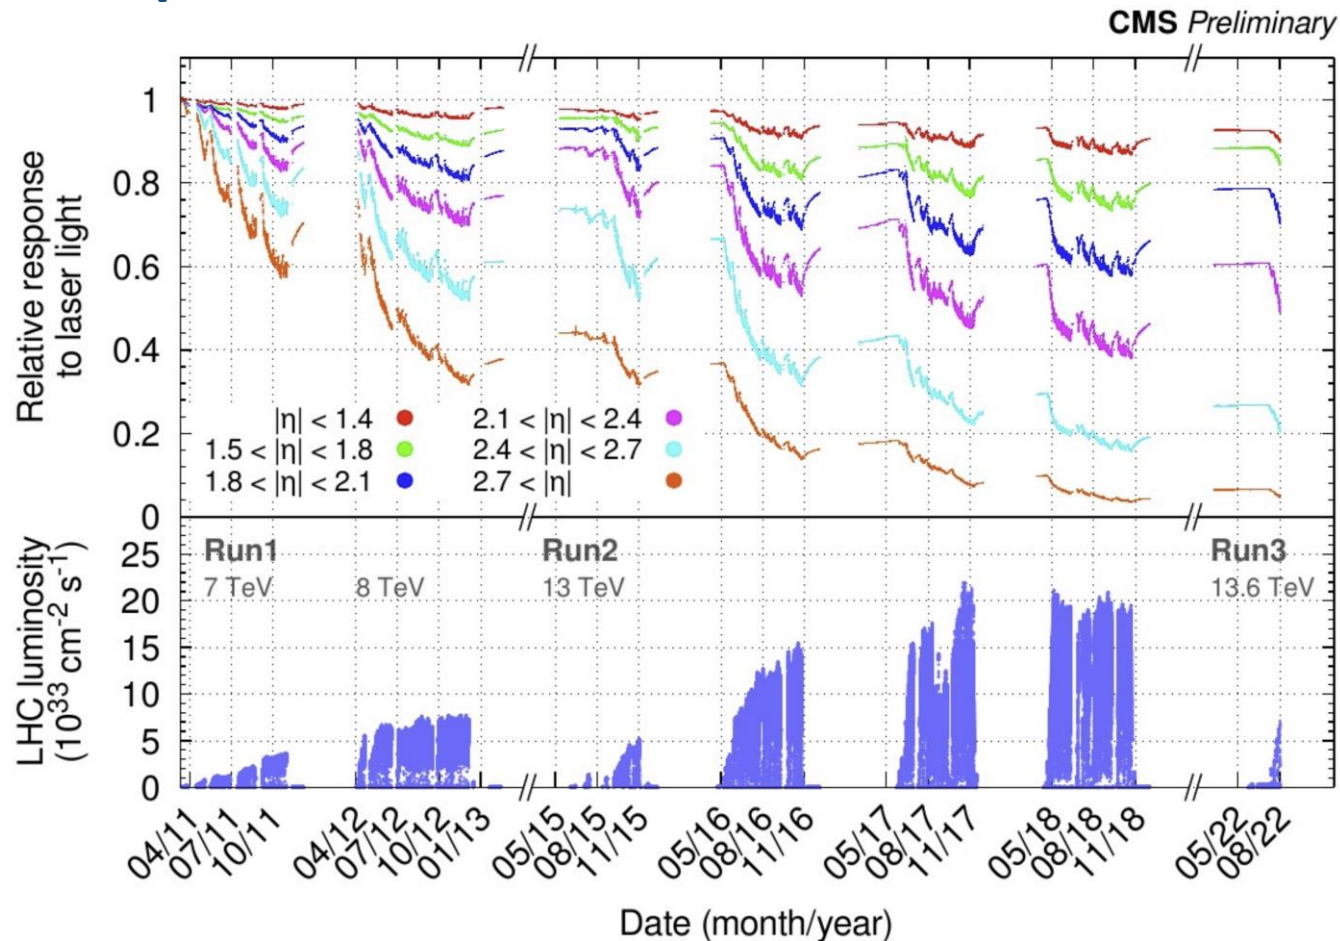 CMS Preliminary
Relative response
to laser light
1
0.8
0.6
0.4
0.2
0
|η| < 1.4
1.5 < |η| < 1.8
1.8 < |η| < 2.1
2.1 < |η| < 2.4
2.4 < |η| < 2.7
2.7 < |η|
LHC luminosity
(10³³ cm⁻² s⁻¹)
25
20
15
10
5
0
Run1
7 TeV
8 TeV
Run2
13 TeV
Run3
13.6 TeV
04/11
07/11
10/11
04/12
07/12
10/12
01/13
05/15
08/15
11/15
05/16
08/16
11/16
05/17
08/17
11/17
05/18
08/18
11/18
05/22
08/22
Date (month/year)